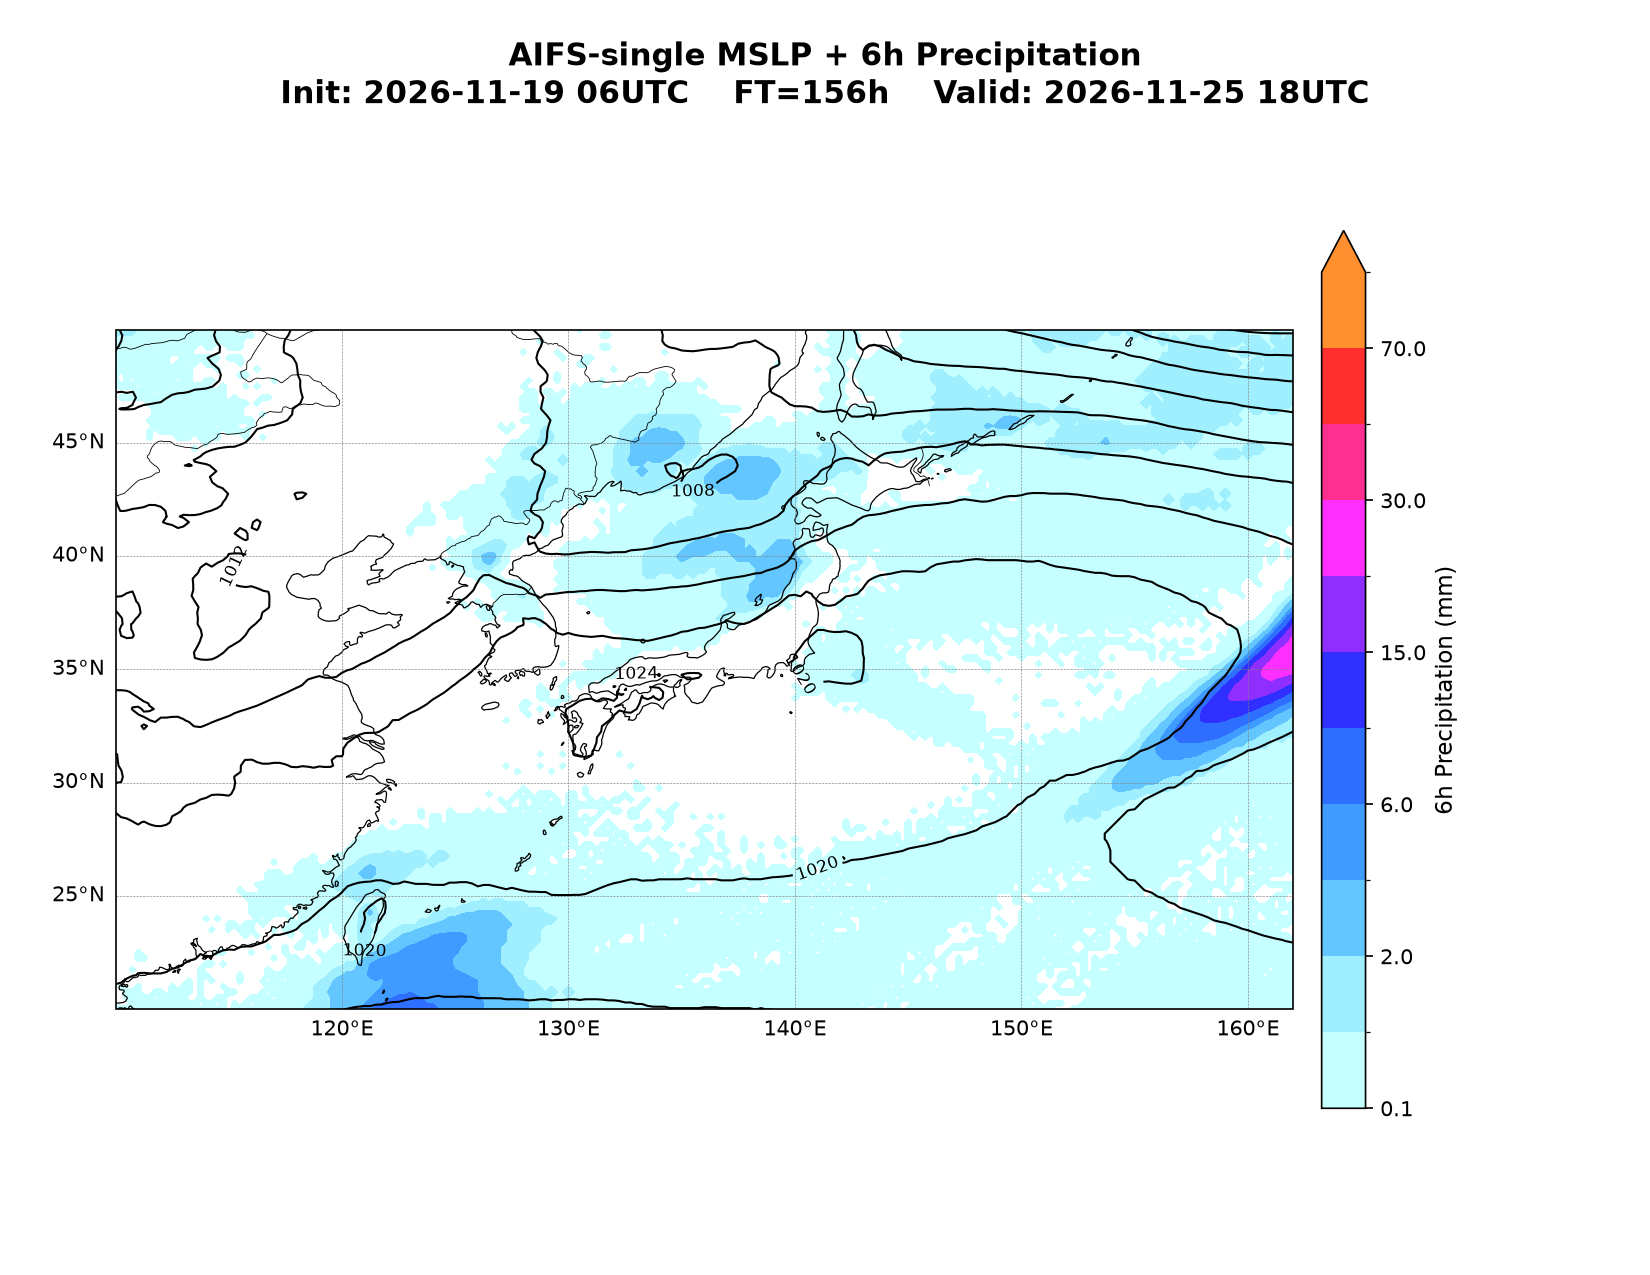 AIFS-single MSLP + 6h Precipitation
Init: 2026-11-19 06UTC    FT=156h    Valid: 2026-11-25 18UTC
45°N
40°N
35°N
30°N
25°N
120°E
130°E
140°E
150°E
160°E
1008
1012
1024
1020
1020
1020
70.0
30.0
15.0
6.0
2.0
0.1
6h Precipitation (mm)